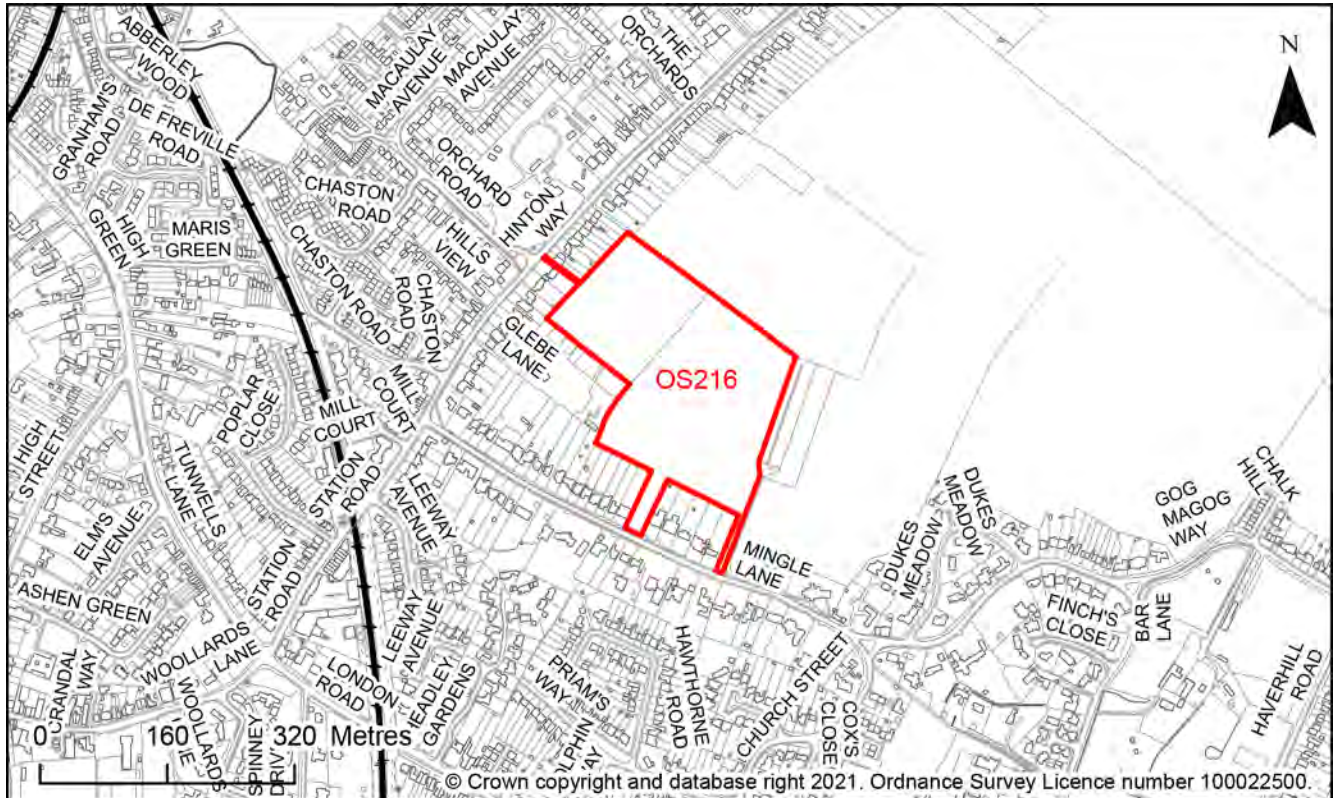 ABBERLEY
WOOD
GRANHAM'S
ROAD
DE FREVILLE
ROAD
MACAULAY
AVENUE
MACAULAY
AVENUE
THE
ORCHARDS
N
ORCHARD
ROAD
CHASTON
ROAD
HINTON
WAY
HILLS
VIEW
HIGH
GREEN
MARIS
GREEN
CHASTON ROAD
CHASTON
ROAD
GLEBE
LANE
OS216
MILL
COURT
MILL
COURT
POPLAR
CLOSE
HIGH
STREET
TUNWELLS
LANE
STATION
ROAD
LEEWAY
AVENUE
ELM'S
AVENUE
ASHEN GREEN
STATION
ROAD
MINGLE
LANE
DUKES
MEADOW
DUKES
MEADOW
GOG
MAGOG
WAY
CHALK
HILL
FINCH'S
CLOSE
BAR
LANE
HAVERHILL
ROAD
CHURCH STREET
COX'S
CLOSE
HAWTHORNE
ROAD
PRIAM'S
WAY
LEEWAY
AVENUE
HEADLEY
GARDENS
LONDON
ROAD
WOOLLARDS
LANE
WOOLLARDS
SPINNEY
0 160 320 Metres
© Crown copyright and database right 2021. Ordnance Survey Licence number 100022500.